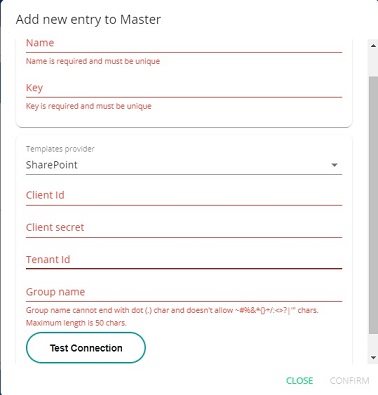 Add new entry to Master
Name
Name is required and must be unique
Key
Key is required and must be unique
Templates provider
SharePoint
Client Id
Client secret
Tenant Id
Group name
Group name cannot end with dot (.) char and doesn't allow ~#%&*{}+/:<>?|'" chars.
Maximum length is 50 chars.
Test Connection
CLOSE CONFIRM